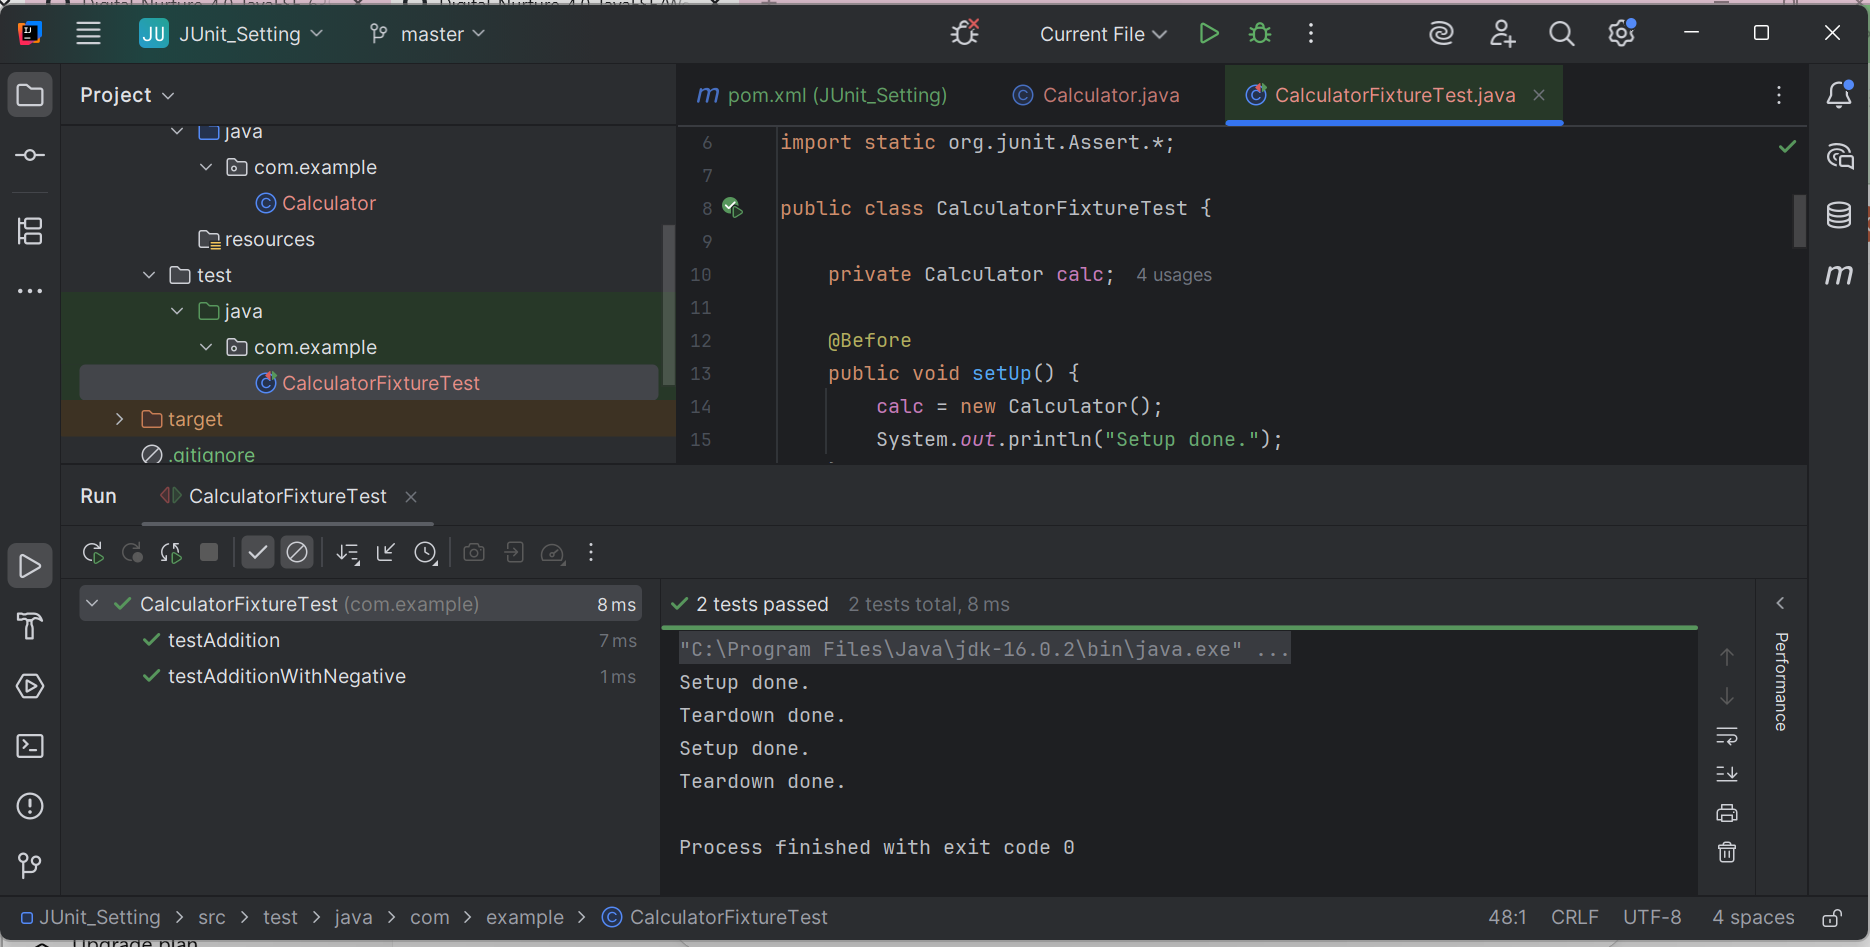 JU JUnit_Setting
master
Current File
Project
java
com.example
Calculator
resources
test
java
com.example
CalculatorFixtureTest
target
.gitignore
pom.xml (JUnit_Setting)
Calculator.java
CalculatorFixtureTest.java
6 import static org.junit.Assert.*;
7
8 public class CalculatorFixtureTest {
9
10 private Calculator calc; 4 usages
11
12 @Before
13 public void setUp() {
14 calc = new Calculator();
15 System.out.println("Setup done.");
Run CalculatorFixtureTest
CalculatorFixtureTest (com.example) 8 ms
testAddition 7 ms
testAdditionWithNegative 1 ms
2 tests passed 2 tests total, 8 ms
"C:\Program Files\Java\jdk-16.0.2\bin\java.exe" ...
Setup done.
Teardown done.
Setup done.
Teardown done.
Process finished with exit code 0
Performance
JUnit_Setting > src > test > java > com > example > CalculatorFixtureTest
48:1 CRLF UTF-8 4 spaces
Upgrade plan